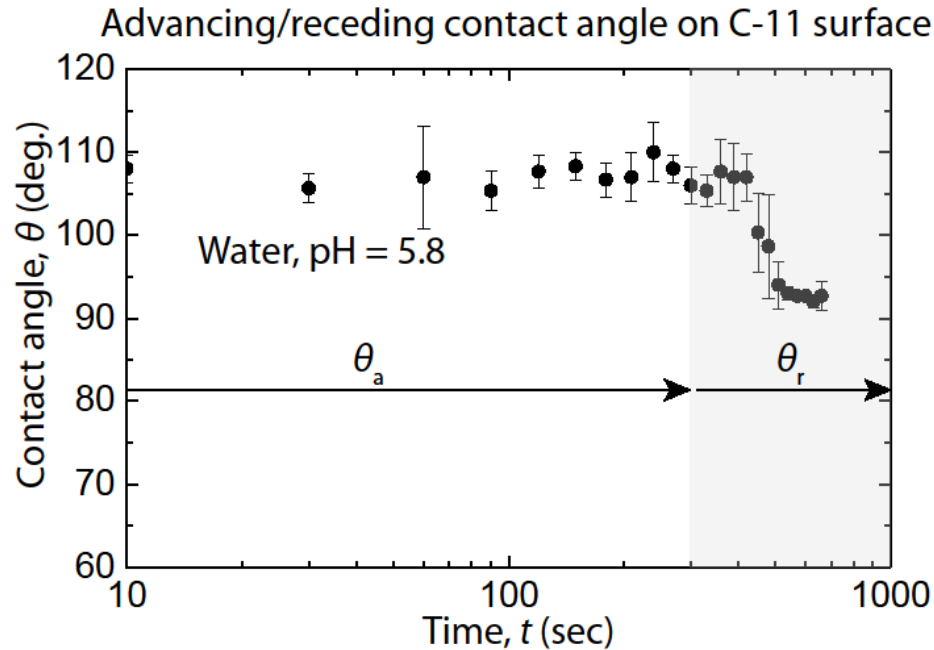 Advancing/receding contact angle on C-11 surface
120
110
100
90
80
70
60
Contact angle, θ (deg.)
Water, pH = 5.8
θa
θr
10
100
1000
Time, t (sec)